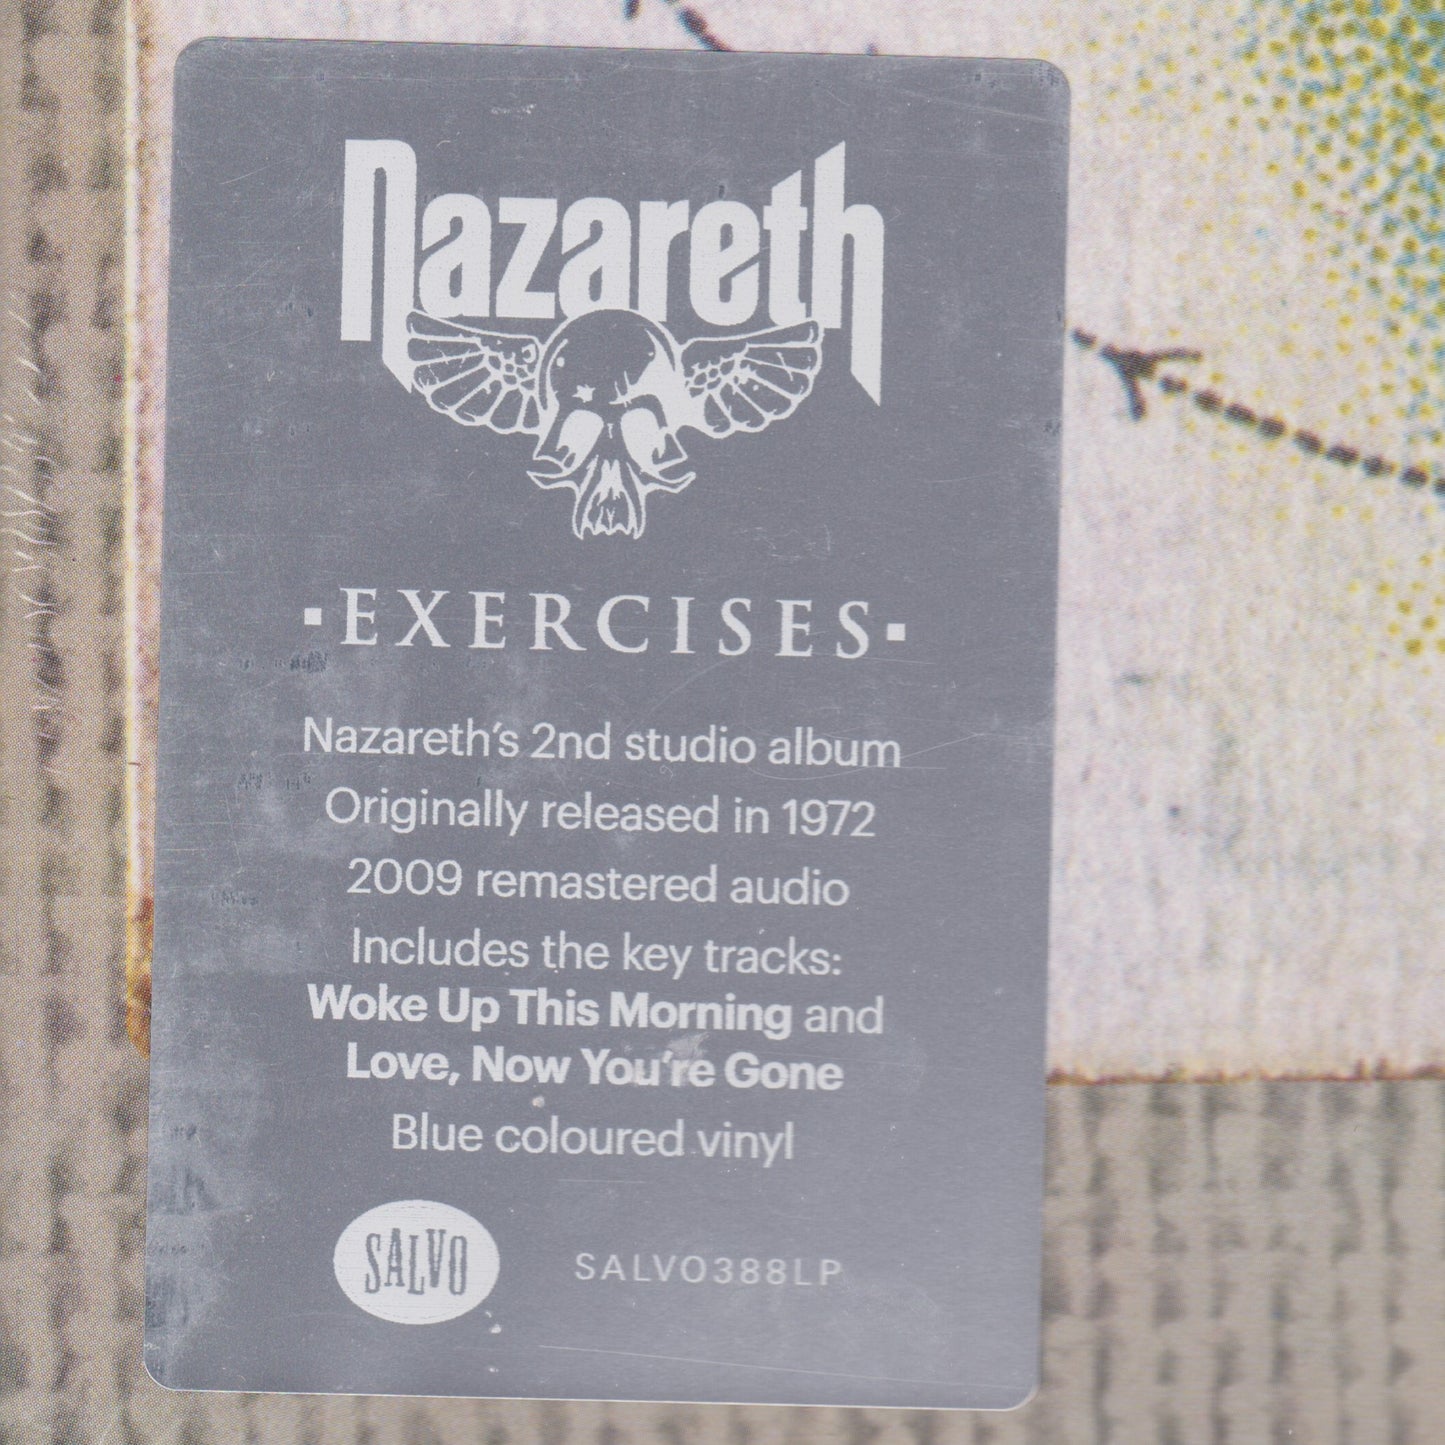 Nazareth
·EXERCISES·
Nazareth's 2nd studio album
Originally released in 1972
2009 remastered audio
Includes the key tracks:
Woke Up This Morning and
Love, Now You're Gone
Blue coloured vinyl
SALVO SALVO388LP